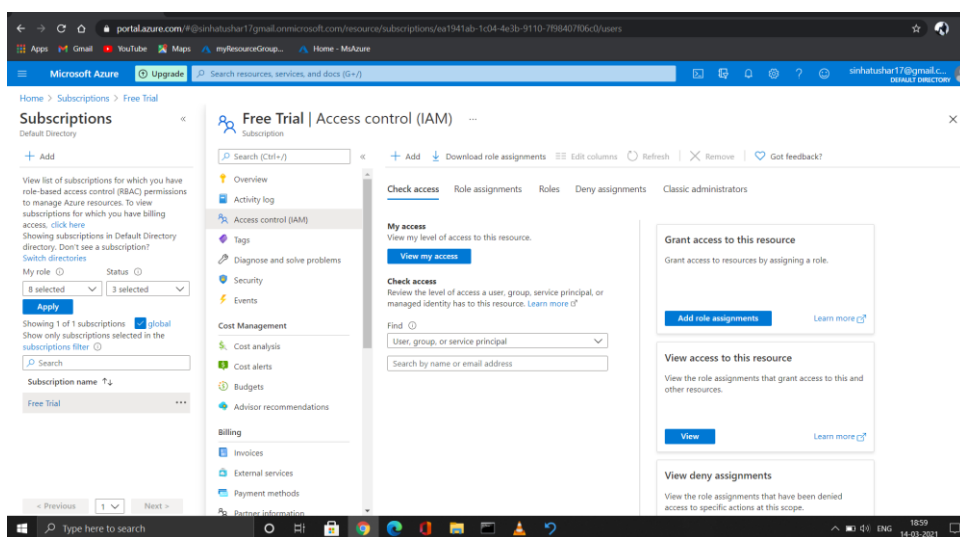 portal.azure.com/#@sinhatushar17gmail.onmicrosoft.com/resource/subscriptions/ea1941ab-1c04-4e3b-9110-7f98407f06c0/users
Apps Gmail YouTube Maps myResourceGroup... Home - MsAzure
Microsoft Azure Upgrade Search resources, services, and docs (G+/) sinhatushar17@gmail.c...
DEFAULT DIRECTORY
Home > Subscriptions > Free Trial
Subscriptions «
Default Directory
+ Add
View list of subscriptions for which you have
role-based access control (RBAC) permissions
to manage Azure resources. To view
subscriptions for which you have billing
access, click here
Showing subscriptions in Default Directory
directory. Don't see a subscription?
Switch directories
My role Status
8 selected 3 selected
Apply
Showing 1 of 1 subscriptions global
Show only subscriptions selected in the
subscriptions filter
Search
Subscription name ↑↓
Free Trial ...
< Previous 1 Next >
Free Trial | Access control (IAM) ...
Subscription
Search (Ctrl+/) «
Overview
Activity log
Access control (IAM)
Tags
Diagnose and solve problems
Security
Events
Cost Management
Cost analysis
Cost alerts
Budgets
Advisor recommendations
Billing
Invoices
External services
Payment methods
Partner information
+ Add Download role assignments Edit columns Refresh Remove Got feedback?
Check access Role assignments Roles Deny assignments Classic administrators
My access
View my level of access to this resource.
View my access
Check access
Review the level of access a user, group, service principal, or
managed identity has to this resource. Learn more
Find
User, group, or service principal
Search by name or email address
Grant access to this resource
Grant access to resources by assigning a role.
Add role assignments Learn more
View access to this resource
View the role assignments that grant access to this and
other resources.
View Learn more
View deny assignments
View the role assignments that have been denied
access to specific actions at this scope.
Type here to search ENG 18:59
14-03-2021